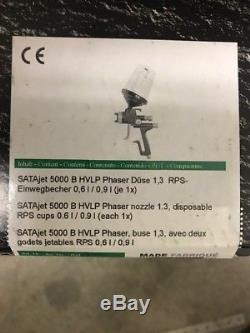 CE
Inhalt - Content - Contenu - Contenuto - Contenido -
SATAjet 5000 B HVLP Phaser Düse 1,3 RPS-
Einwegbecher 0,6 l / 0,9 l (je 1x)
SATAjet 5000 B HVLP Phaser nozzle 1.3, disposable
RPS cups 0.6 l / 0.9 l (each 1x)
SATAjet 5000 B HVLP Phaser, buse 1,3, avec deux
godets jetables RPS 0,6 l / 0,9 l
MADE FABRIQUÉ